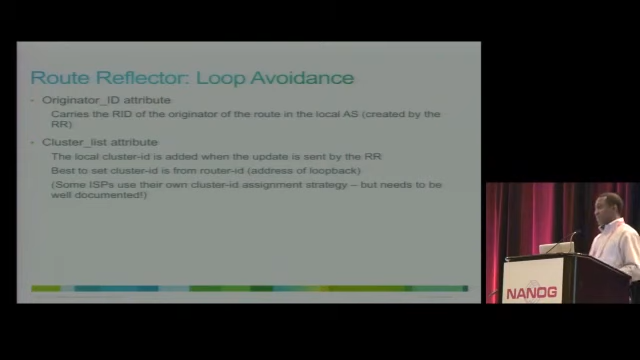 Route Reflector: Loop Avoidance
Originator_ID attribute
Carries the RID of the originator of the route in the local AS (created by the
RR)
Cluster_list attribute
The local cluster-id is added when the update is sent by the RR
Best to set cluster-id is from router-id (address of loopback)
(Some ISPs use their own cluster-id assignment strategy – but needs to be
well documented!)
NANOG